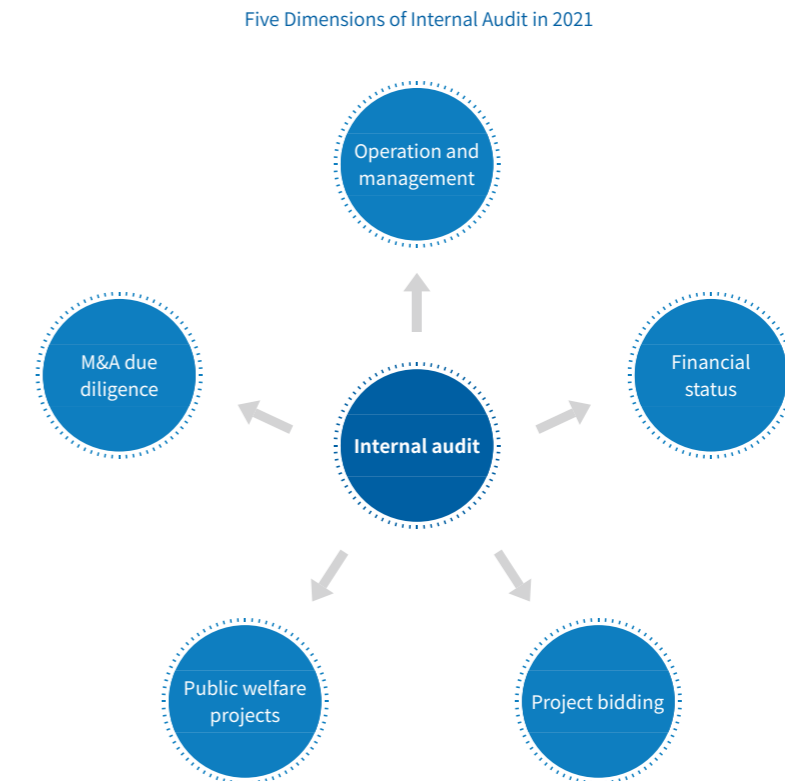 Five Dimensions of Internal Audit in 2021
Operation and
management
M&A due
diligence
Financial
status
Internal audit
Public welfare
projects
Project bidding